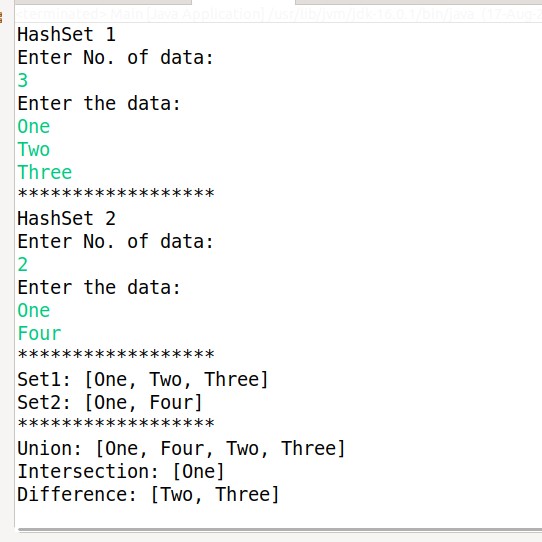 HashSet 1
Enter No. of data:
3
Enter the data:
One
Two
Three
******************
HashSet 2
Enter No. of data:
2
Enter the data:
One
Four
******************
Set1: [One, Two, Three]
Set2: [One, Four]
******************
Union: [One, Four, Two, Three]
Intersection: [One]
Difference: [Two, Three]